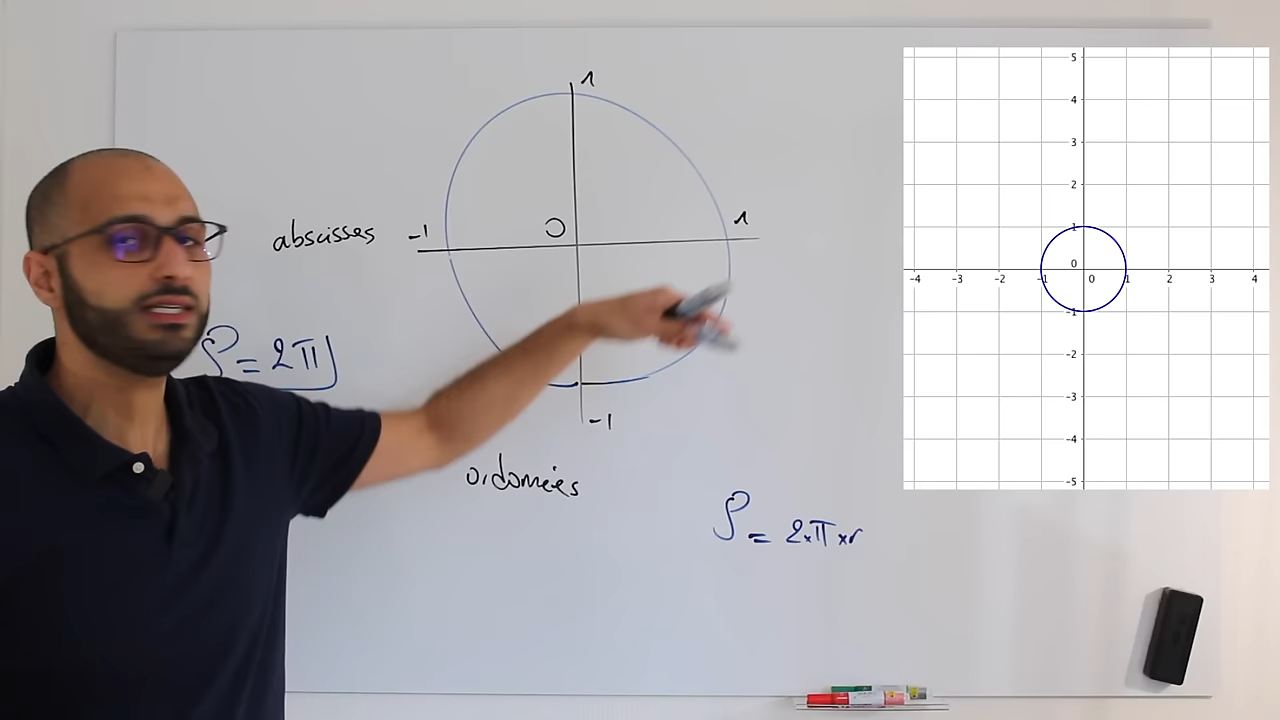 1
abscisses -1 O 1
P = 2π
-1
ordonnées
P = 2×π×r
5
4
3
2
1
0
-4 -3 -2 -1 0 1 2 3 4
-1
-2
-3
-4
-5